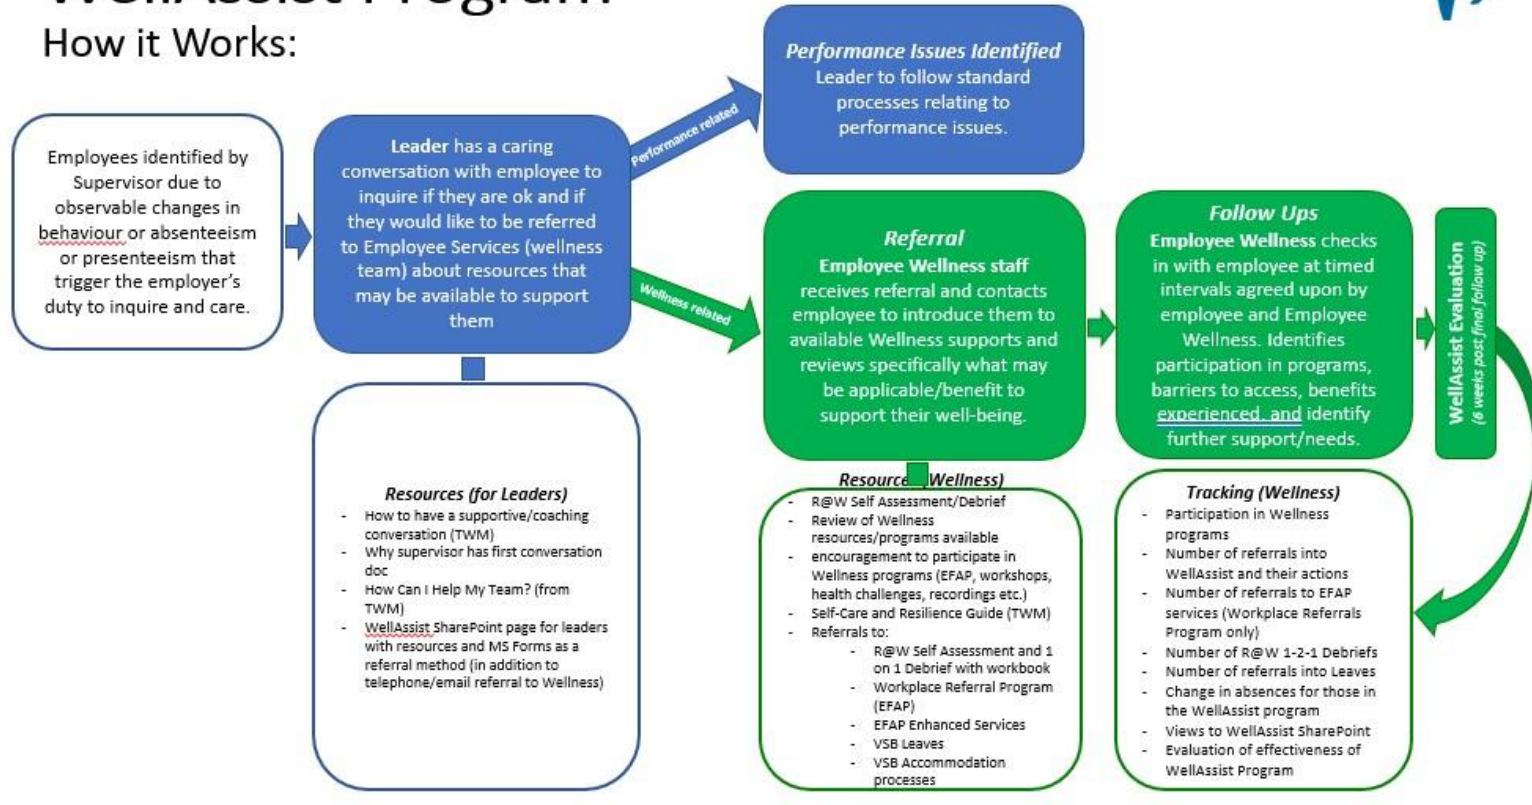 WellAssist Program
How it Works:
Employees identified by
Supervisor due to
observable changes in
behaviour or absenteeism
or presenteeism that
trigger the employer's
duty to inquire and care.
Leader has a caring
conversation with employee to
inquire if they are ok and if
they would like to be referred
to Employee Services (wellness
team) about resources that
may be available to support
them
Performance related
Wellness related
Performance Issues Identified
Leader to follow standard
processes relating to
performance issues.
Referral
Employee Wellness staff
receives referral and contacts
employee to introduce them to
available Wellness supports and
reviews specifically what may
be applicable/benefit to
support their well-being.
Follow Ups
Employee Wellness checks
in with employee at timed
intervals agreed upon by
employee and Employee
Wellness. Identifies
participation in programs,
barriers to access, benefits
experienced, and identify
further support/needs.
WellAssist Evaluation
(6 weeks post final follow up)
Resources (for Leaders)
- How to have a supportive/coaching
conversation (TWM)
- Why supervisor has first conversation
doc
- How Can I Help My Team? (from
TWM)
- WellAssist SharePoint page for leaders
with resources and MS Forms as a
referral method (in addition to
telephone/email referral to Wellness)
Resources (Wellness)
- R@W Self Assessment/Debrief
- Review of Wellness
resources/programs available
- encouragement to participate in
Wellness programs (EFAP, workshops,
health challenges, recordings etc.)
- Self-Care and Resilience Guide (TWM)
- Referrals to:
- R@W Self Assessment and 1
on 1 Debrief with workbook
- Workplace Referral Program
(EFAP)
- EFAP Enhanced Services
- VSB Leaves
- VSB Accommodation
processes
Tracking (Wellness)
- Participation in Wellness
programs
- Number of referrals into
WellAssist and their actions
- Number of referrals to EFAP
services (Workplace Referrals
Program only)
- Number of R@W 1-2-1 Debriefs
- Number of referrals into Leaves
- Change in absences for those in
the WellAssist program
- Views to WellAssist SharePoint
- Evaluation of effectiveness of
WellAssist Program